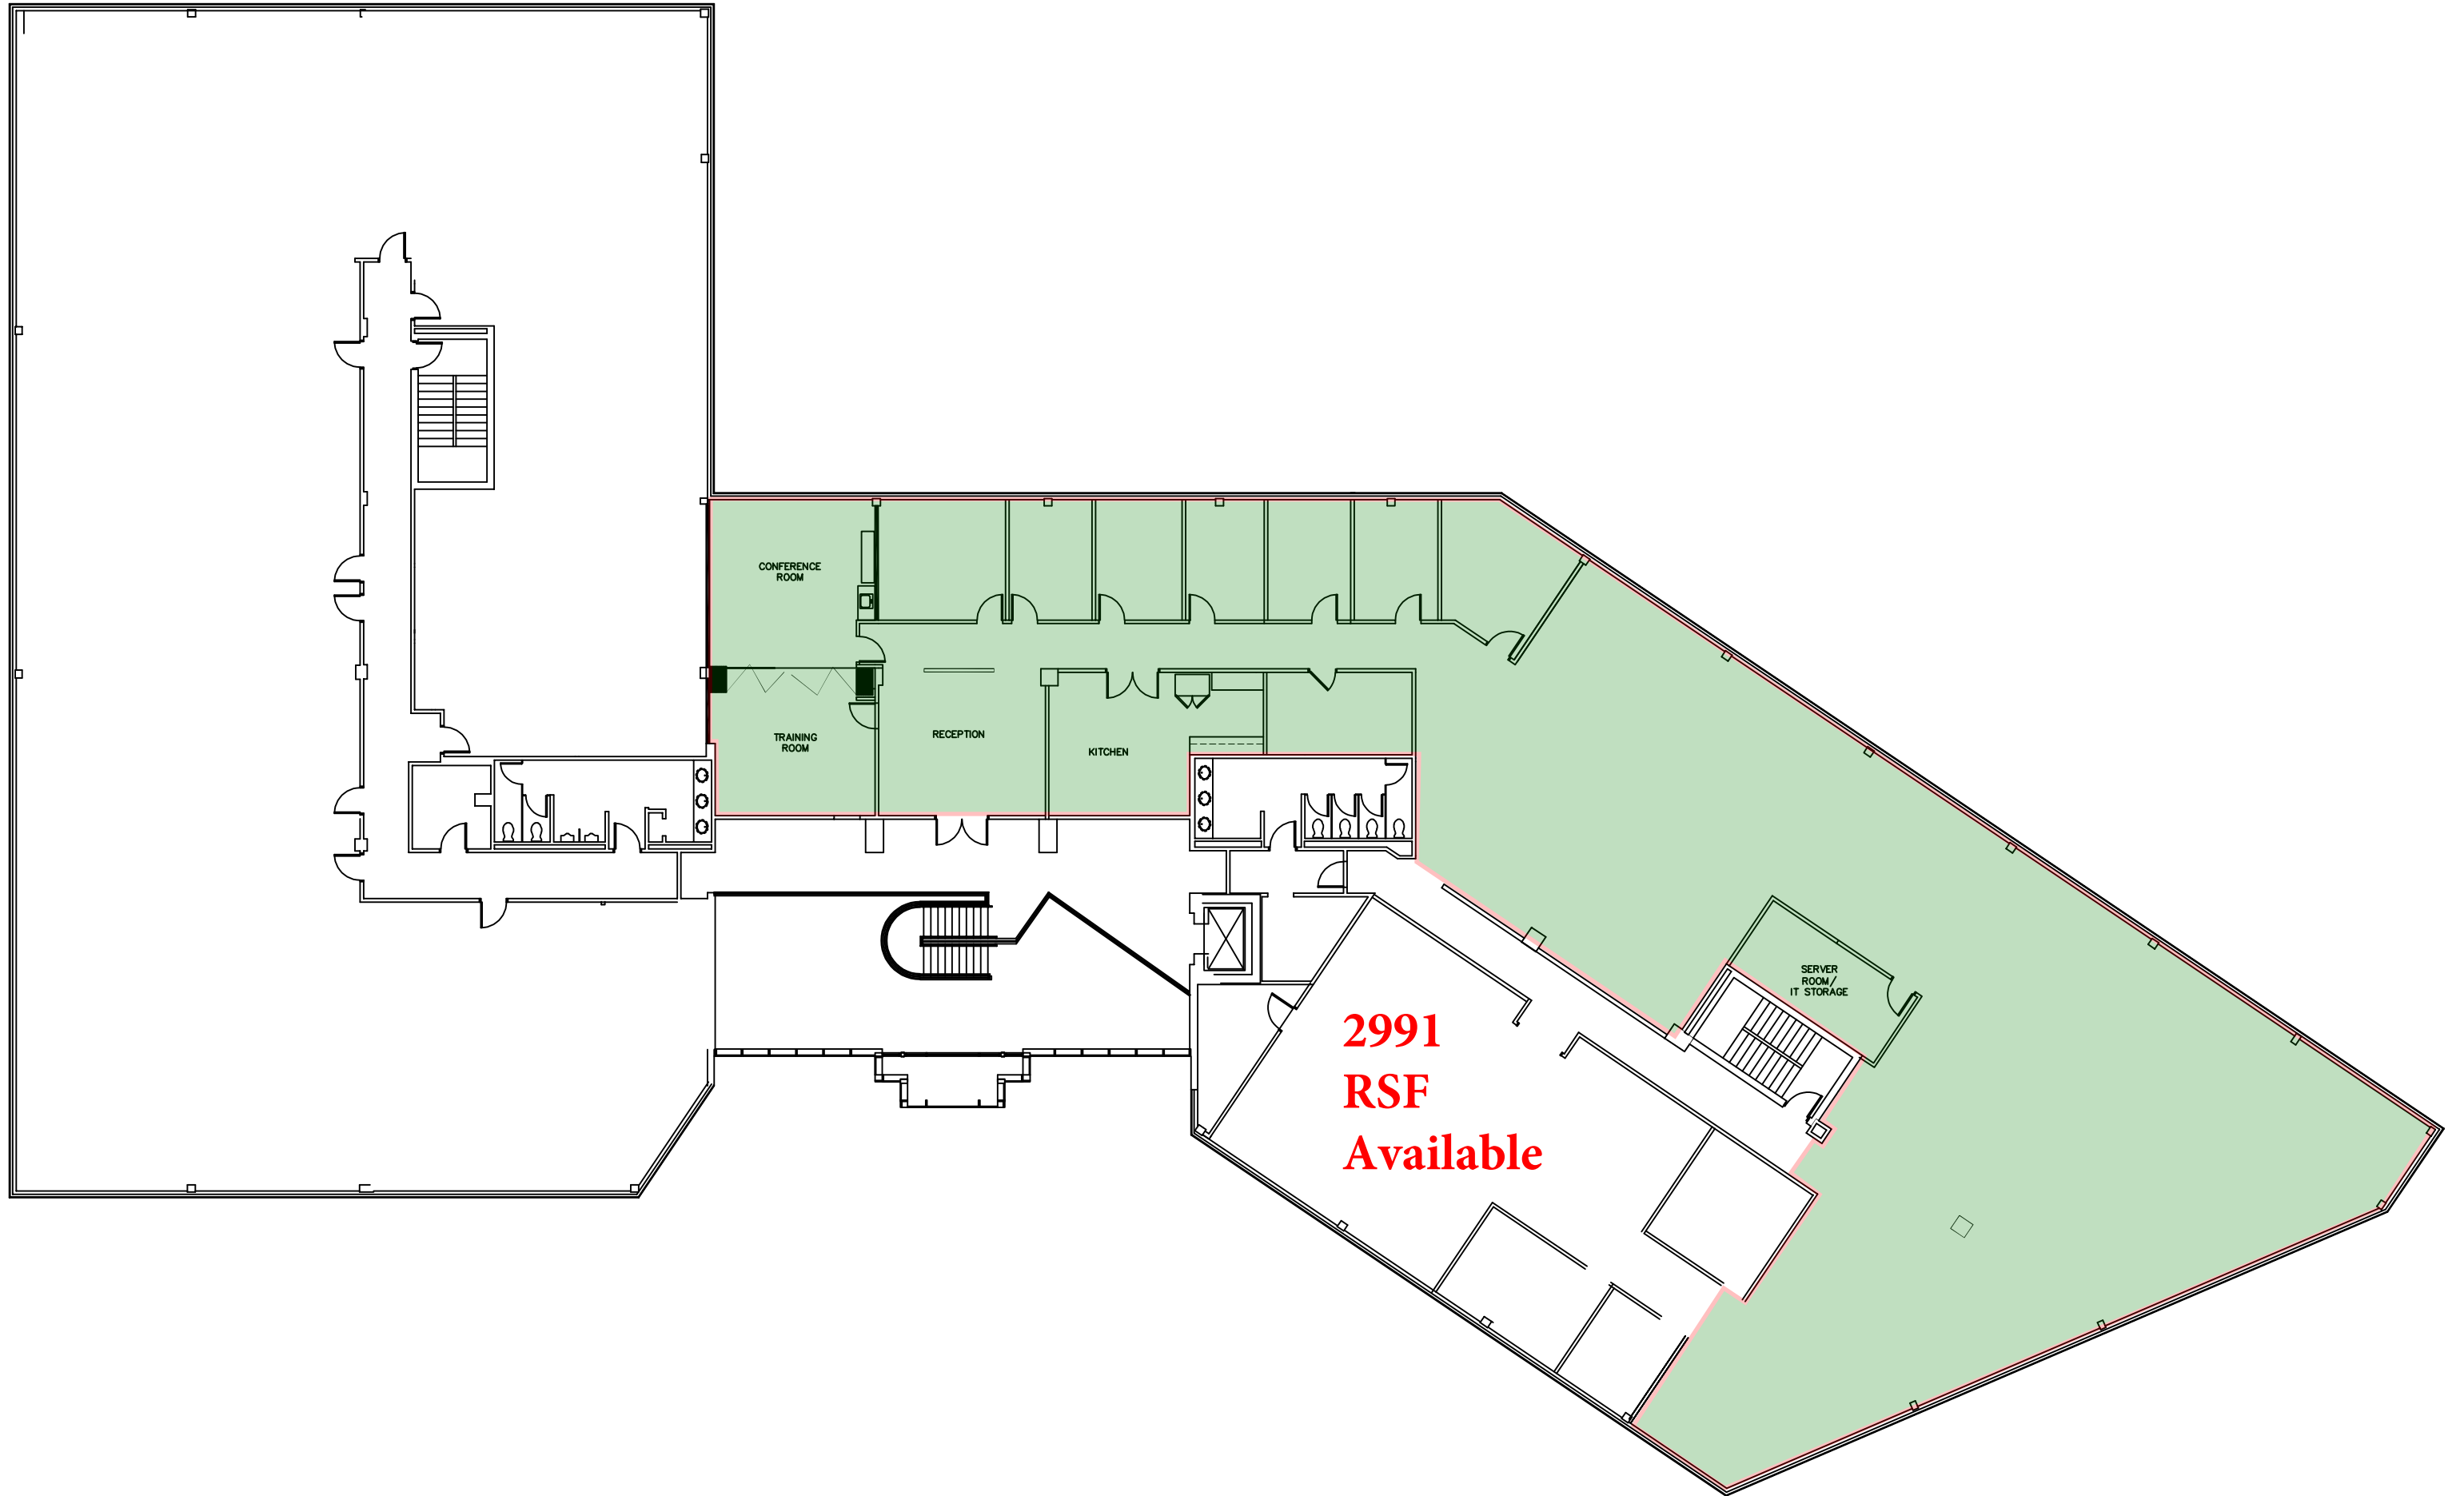 CONFERENCE
ROOM
TRAINING
ROOM
RECEPTION
KITCHEN
SERVER
ROOM/
IT STORAGE
2991
RSF
Available